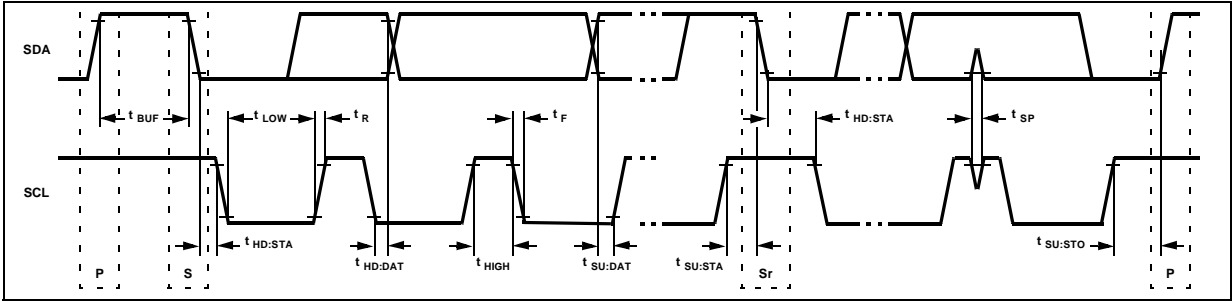 SDA
t BUF
t LOW
t R
t F
t HD:STA
t SP
SCL
t HD:STA
t HD:DAT
t HIGH
t SU:DAT
t SU:STA
t SU:STO
P
S
Sr
P